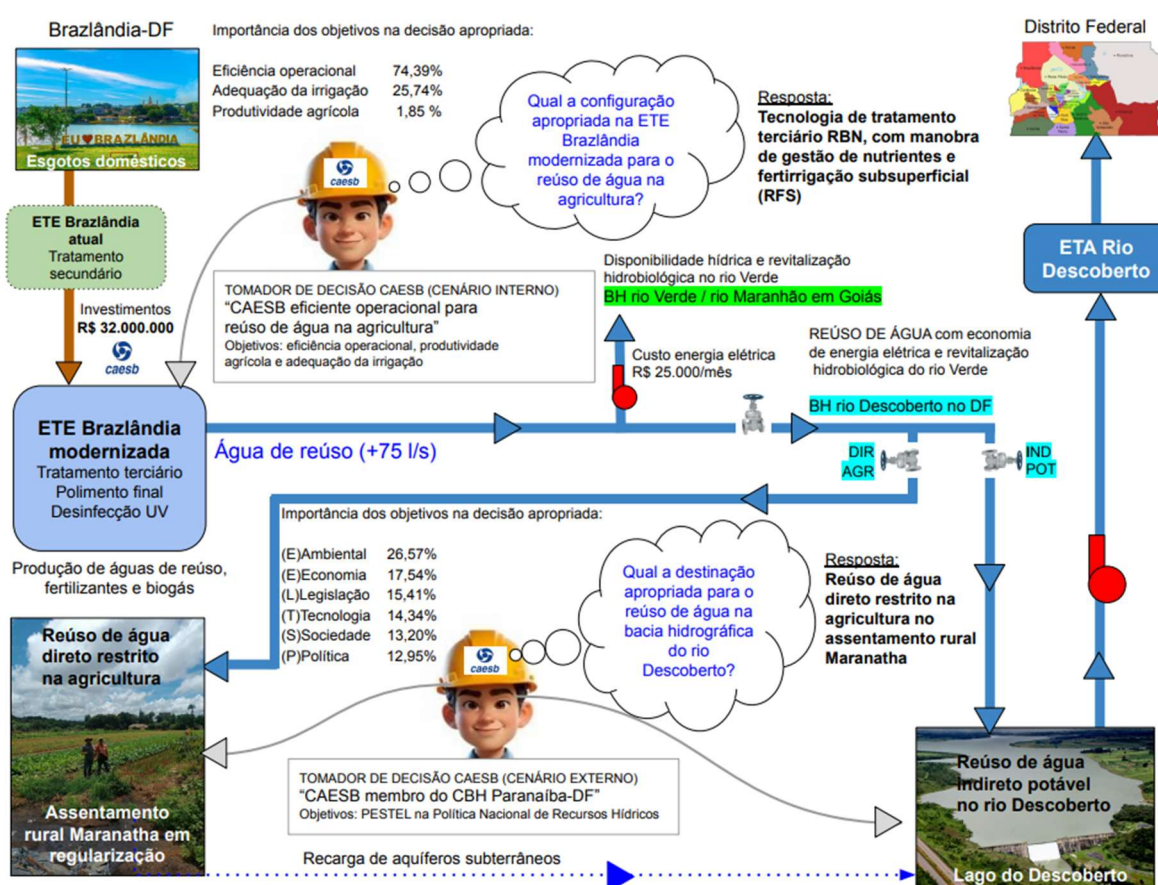 Brazlândia-DF
EU BRAZLÂNDIA
Esgotos domésticos
ETE Brazlândia
atual
Tratamento
secundário
Investimentos
R$ 32.000.000
caesb
ETE Brazlândia
modernizada
Tratamento terciário
Polimento final
Desinfecção UV
Produção de águas de reúso,
fertilizantes e biogás
Importância dos objetivos na decisão apropriada:
Eficiência operacional 74,39%
Adequação da irrigação 25,74%
Produtividade agrícola 1,85 %
caesb
Qual a configuração
apropriada na ETE
Brazlândia
modernizada para o
reúso de água na
agricultura?
Resposta:
Tecnologia de tratamento
terciário RBN, com manobra
de gestão de nutrientes e
fertirrigação subsuperficial
(RFS)
TOMADOR DE DECISÃO CAESB (CENÁRIO INTERNO)
“CAESB eficiente operacional para
reúso de água na agricultura”
Objetivos: eficiência operacional, produtividade
agrícola e adequação da irrigação
Disponibilidade hídrica e revitalização
hidrobiológica no rio Verde
BH rio Verde / rio Maranhão em Goiás
Custo energia elétrica
R$ 25.000/mês
REÚSO DE ÁGUA com economia
de energia elétrica e revitalização
hidrobiológica do rio Verde
BH rio Descoberto no DF
Água de reúso (+75 l/s)
DIR
AGR
IND
POT
Distrito Federal
ETA Rio
Descoberto
Importância dos objetivos na decisão apropriada:
(E)Ambiental 26,57%
(E)Economia 17,54%
(L)Legislação 15,41%
(T)Tecnologia 14,34%
(S)Sociedade 13,20%
(P)Política 12,95%
caesb
Qual a destinação
apropriada para o
reúso de água na
bacia hidrográfica
do rio
Descoberto?
Resposta:
Reúso de água
direto restrito na
agricultura no
assentamento rural
Maranatha
TOMADOR DE DECISÃO CAESB (CENÁRIO EXTERNO)
“CAESB membro do CBH Paranaíba-DF”
Objetivos: PESTEL na Política Nacional de Recursos Hídricos
Reúso de água
direto restrito
na agricultura
Assentamento
rural Maranatha em
regularização
Recarga de aquíferos subterrâneos
Reúso de água
indireto potável
no rio Descoberto
Lago do Descoberto